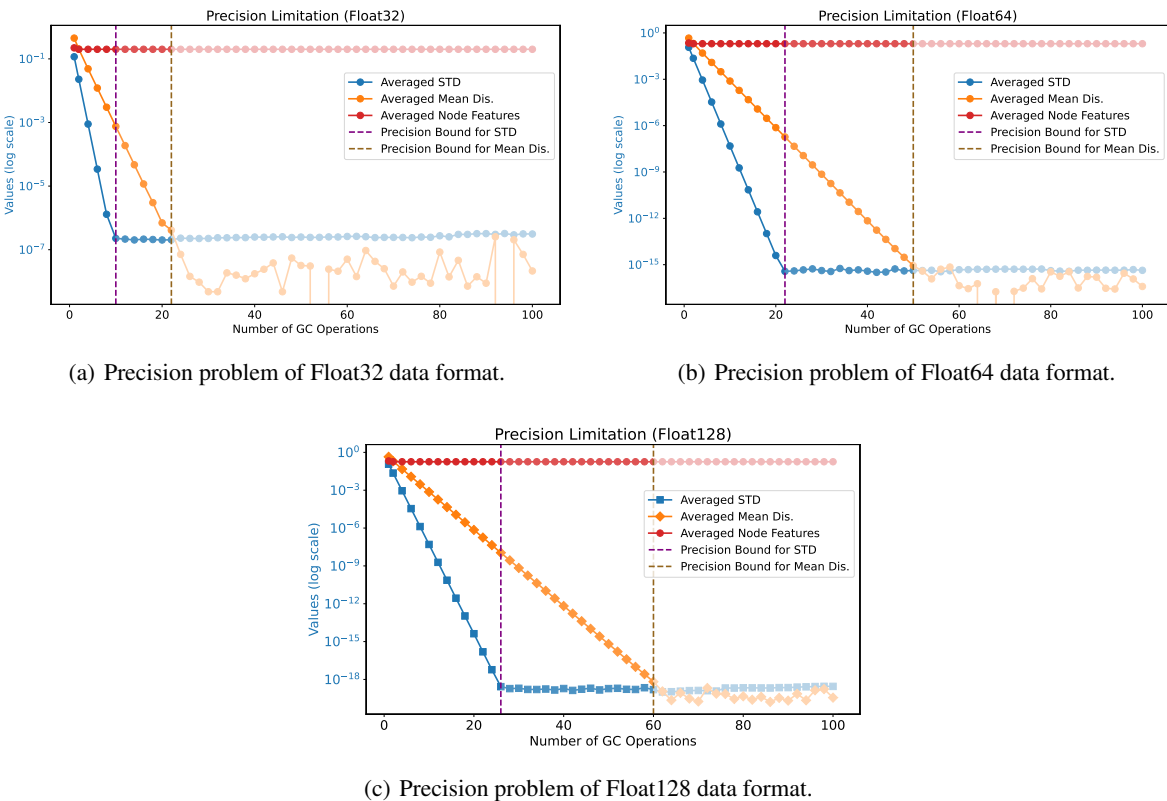 Precision Limitation (Float32)
Values (log scale)
10⁻¹
10⁻³
10⁻⁵
10⁻⁷
Averaged STD
Averaged Mean Dis.
Averaged Node Features
Precision Bound for STD
Precision Bound for Mean Dis.
0 20 40 60 80 100
Number of GC Operations
(a) Precision problem of Float32 data format.
Precision Limitation (Float64)
Values (log scale)
10⁰
10⁻³
10⁻⁶
10⁻⁹
10⁻¹²
10⁻¹⁵
Averaged STD
Averaged Mean Dis.
Averaged Node Features
Precision Bound for STD
Precision Bound for Mean Dis.
0 20 40 60 80 100
Number of GC Operations
(b) Precision problem of Float64 data format.
Precision Limitation (Float128)
Values (log scale)
10⁰
10⁻³
10⁻⁶
10⁻⁹
10⁻¹²
10⁻¹⁵
10⁻¹⁸
Averaged STD
Averaged Mean Dis.
Averaged Node Features
Precision Bound for STD
Precision Bound for Mean Dis.
0 20 40 60 80 100
Number of GC Operations
(c) Precision problem of Float128 data format.